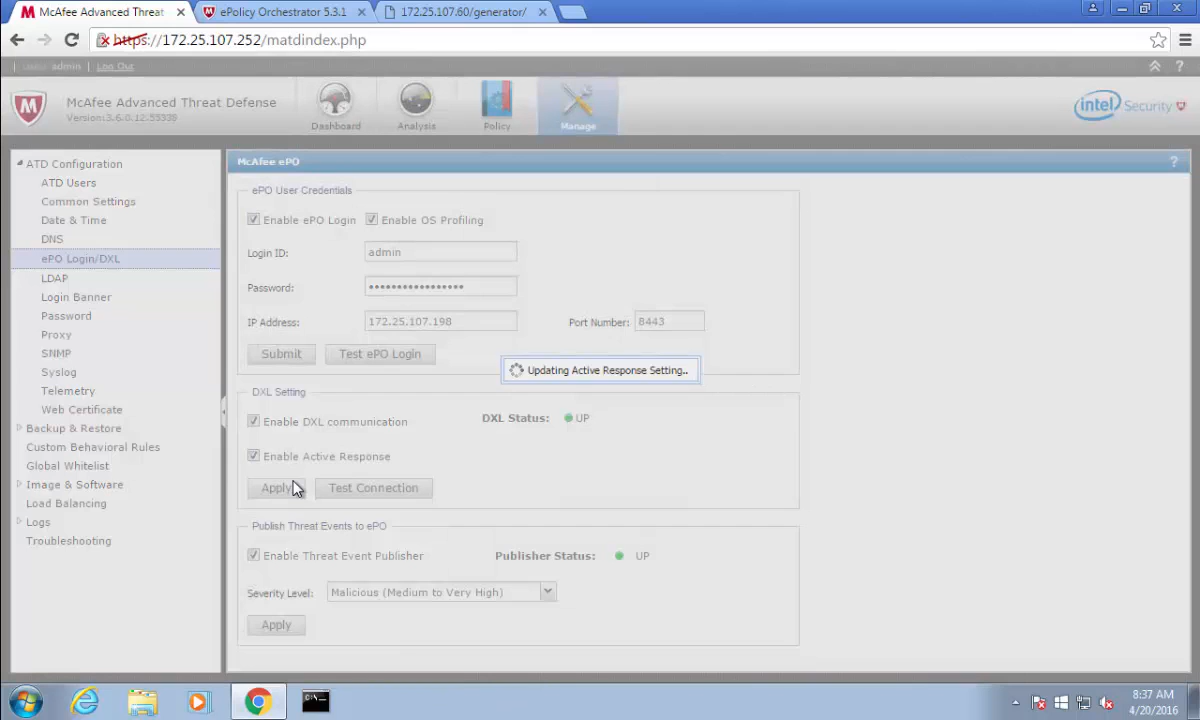 McAfee Advanced Threat
ePolicy Orchestrator 5.3.1
172.25.107.60/generator/
https://172.25.107.252/matdindex.php
User: admin | Log Out
McAfee Advanced Threat Defense
Version:3.6.0.12.55339
Dashboard
Analysis
Policy
Manage
intel Security
ATD Configuration
ATD Users
Common Settings
Date & Time
DNS
ePO Login/DXL
LDAP
Login Banner
Password
Proxy
SNMP
Syslog
Telemetry
Web Certificate
Backup & Restore
Custom Behavioral Rules
Global Whitelist
Image & Software
Load Balancing
Logs
Troubleshooting
McAfee ePO
ePO User Credentials
Enable ePO Login Enable OS Profiling
Login ID: admin
Password: •••••••••••••••••
IP Address: 172.25.107.198 Port Number: 8443
Submit Test ePO Login
Updating Active Response Setting..
DXL Setting
Enable DXL communication DXL Status: UP
Enable Active Response
Apply Test Connection
Publish Threat Events to ePO
Enable Threat Event Publisher Publisher Status: UP
Severity Level: Malicious (Medium to Very High)
Apply
8:37 AM
4/20/2016